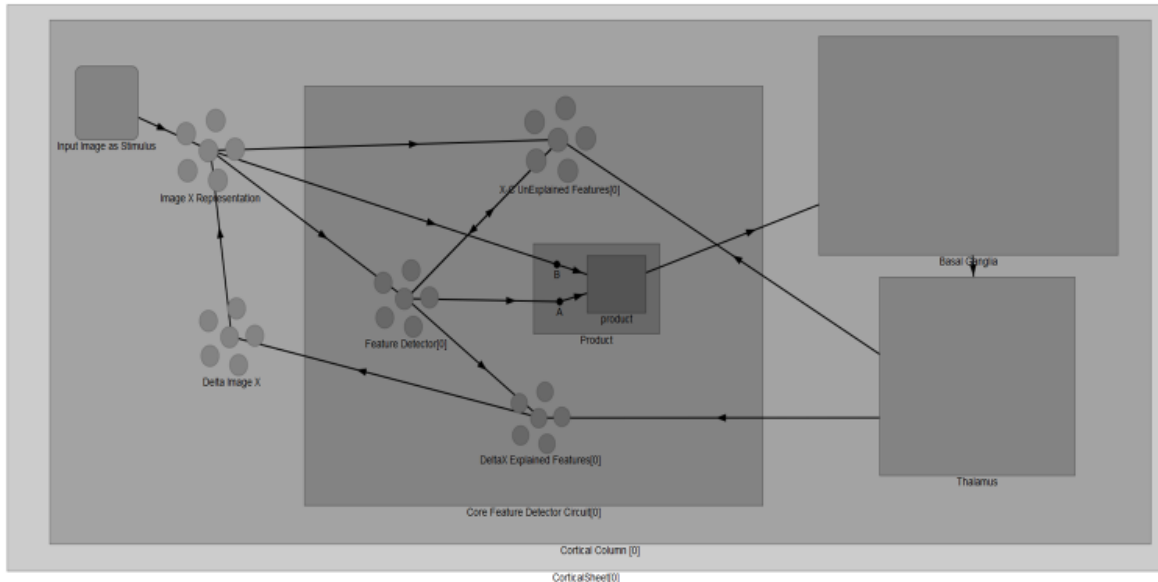 Input Image as Stimulus
Image X Representation
X-C UnExplained Features[0]
Basal Ganglia
B
A
product
Product
Feature Detector[0]
Delta Image X
DeltaX Explained Features[0]
Thalamus
Core Feature Detector Circuit[0]
Cortical Column [0]
CorticalSheet[0]